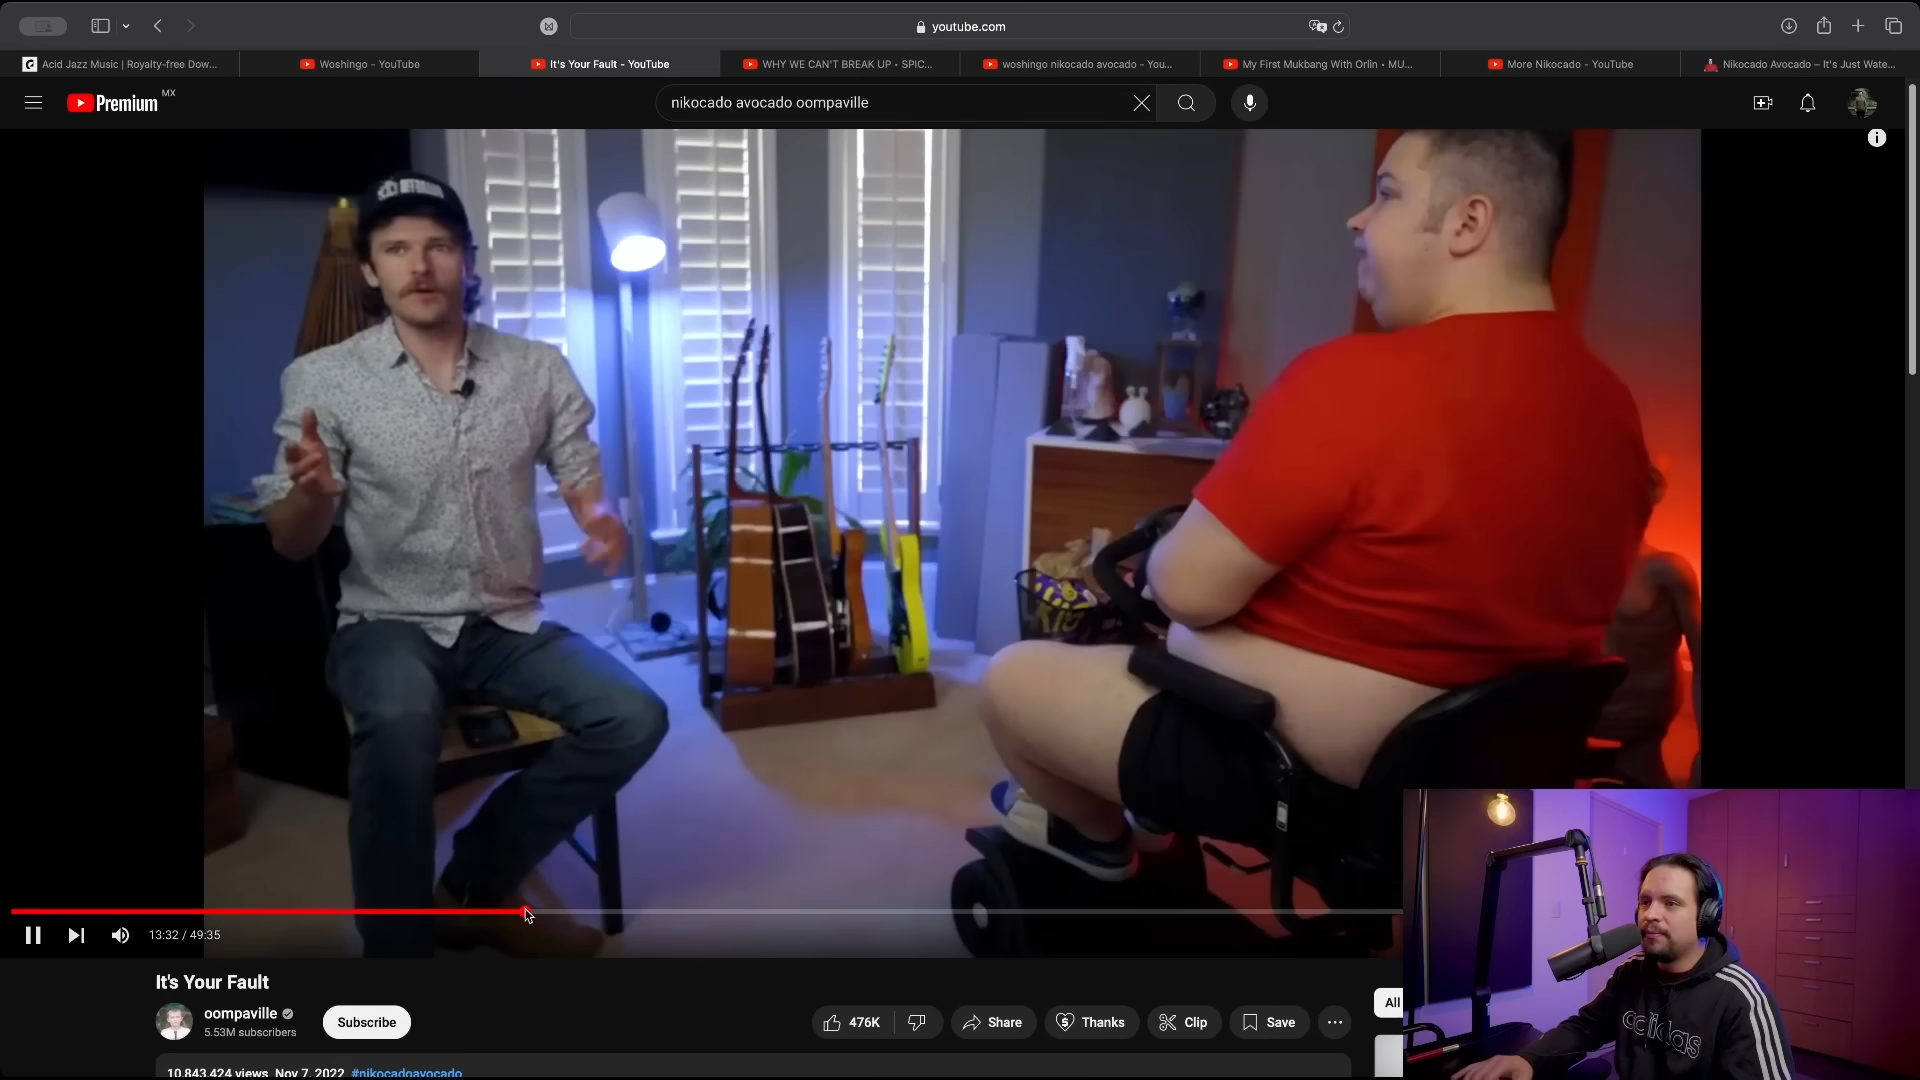 youtube.com
Acid Jazz Music | Royalty-free Dow...
Woshingo - YouTube
It's Your Fault - YouTube
WHY WE CAN'T BREAK UP • SPIC...
woshingo nikocado avocado - You...
My First Mukbang With Orlin • MU...
More Nikocado - YouTube
Nikocado Avocado – It's Just Wate...
Premium MX
nikocado avocado oompaville
13:32 / 49:35
It's Your Fault
oompaville
5.53M subscribers
Subscribe
476K
Share
Thanks
Clip
Save
All
10,843,424 views Nov 7, 2022 #nikocadoavocado
adidas